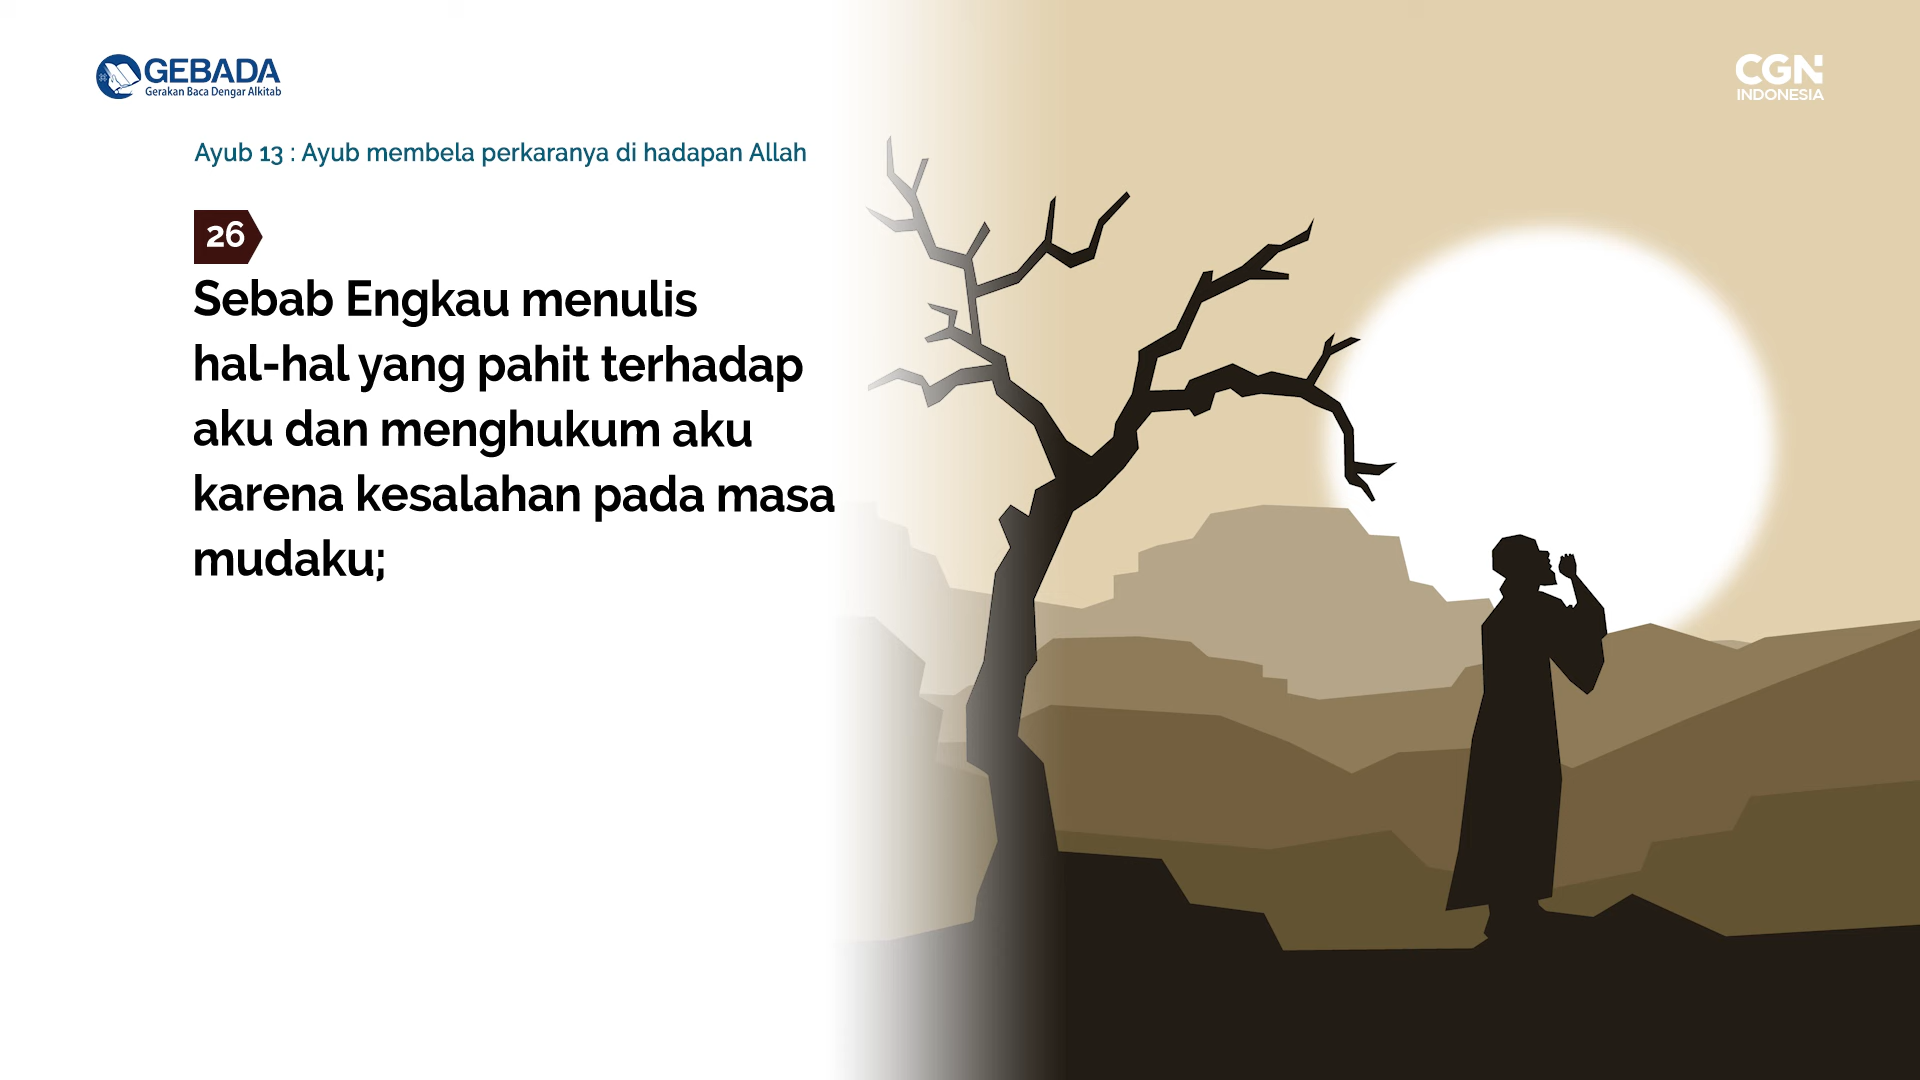 GEBADA
Gerakan Baca Dengar Alkitab
CGN
INDONESIA
Ayub 13 : Ayub membela perkaranya di hadapan Allah
26
Sebab Engkau menulis
hal-hal yang pahit terhadap
aku dan menghukum aku
karena kesalahan pada masa
mudaku;